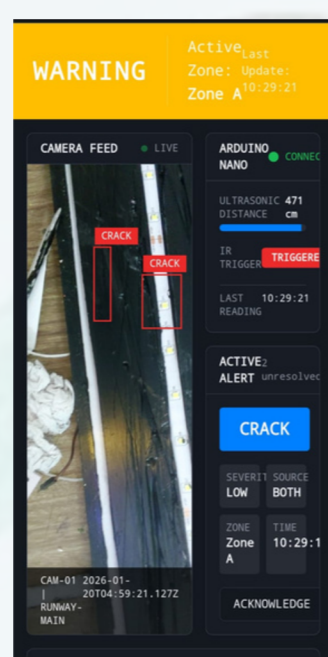 WARNING
Active
Zone:
Zone A
Last
Update:
10:29:21
CAMERA FEED
LIVE
CRACK
CRACK
CAM-01
|
RUNWAY-
MAIN
2026-01-
20T04:59:21.127Z
ARDUINO
NANO
CONNEC
ULTRASONIC
DISTANCE
471
cm
IR
TRIGGER
TRIGGERE
LAST
READING
10:29:21
ACTIVE
ALERT
2
unresolved
CRACK
SEVERIT
LOW
SOURCE
BOTH
ZONE
Zone
A
TIME
10:29:1
ACKNOWLEDGE